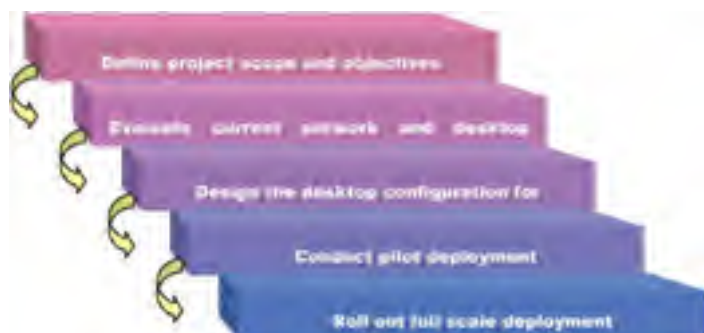 Define project scope and objectives
Evaluate current network and desktop
Design the desktop configuration for
Conduct pilot deployment
Roll out full scale deployment